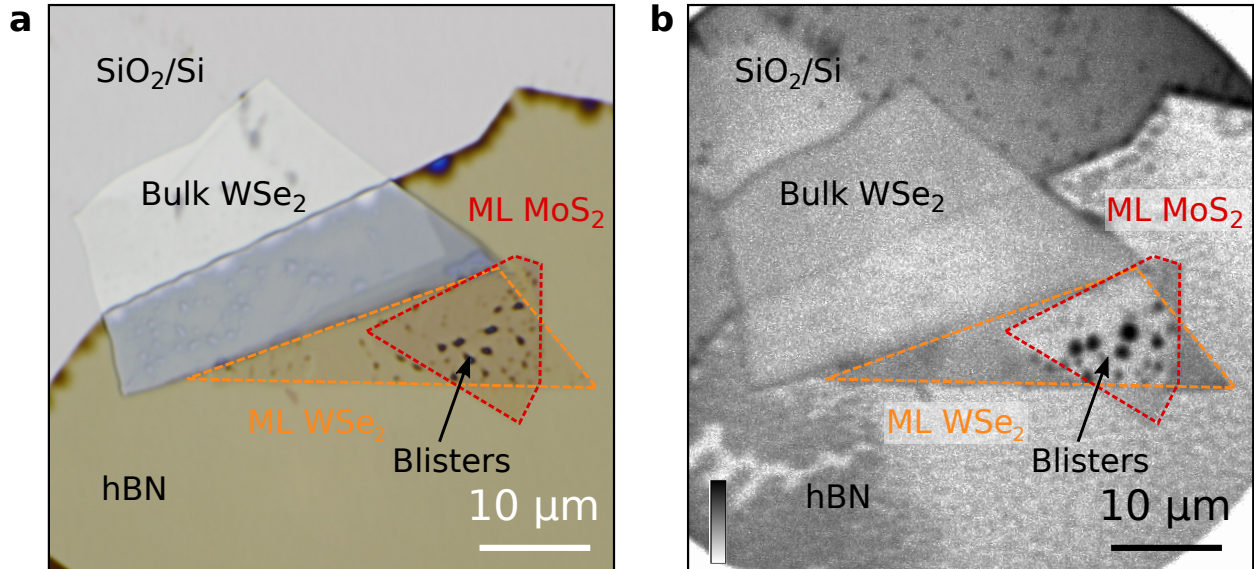 a
SiO₂/Si
Bulk WSe₂
ML MoS₂
ML WSe₂
Blisters
hBN
10 µm
b
SiO₂/Si
Bulk WSe₂
ML MoS₂
ML WSe₂
Blisters
hBN
10 µm